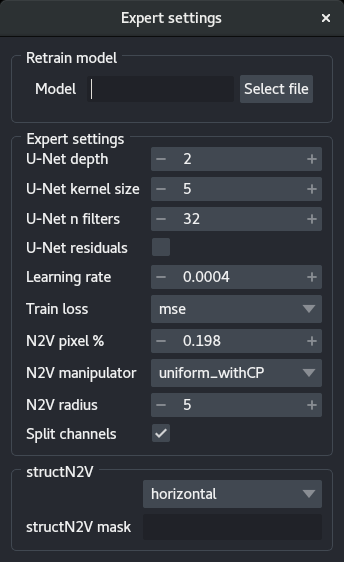 Expert settings
Retrain model
Model Select file
Expert settings
U-Net depth 2
U-Net kernel size 5
U-Net n filters 32
U-Net residuals
Learning rate 0.0004
Train loss mse
N2V pixel % 0.198
N2V manipulator uniform_withCP
N2V radius 5
Split channels
structN2V
horizontal
structN2V mask